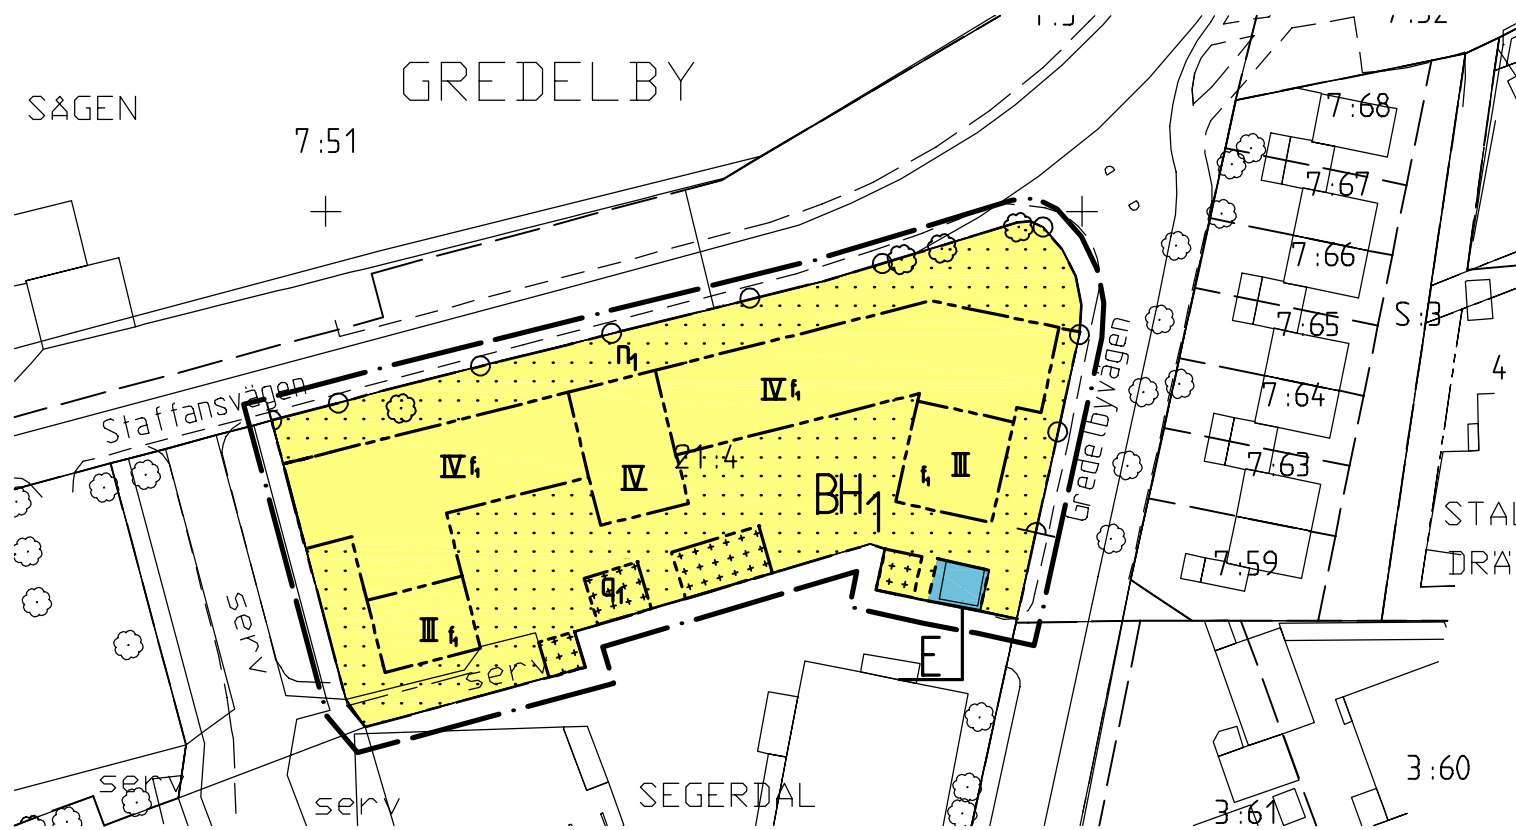 GREDELBY
SÅGEN
7:51
7:68
7:67
7:66
S:3
7:65
Staffansvägen
n1
IV f1
7:64
4
Gredelbyvägen
IV f1
IV
21:4
f1
III
7:63
BH1
STAL
DRÄ
7:59
q1
III f1
serv
serv
E
serv
serv
SEGERDAL
3:60
3:61